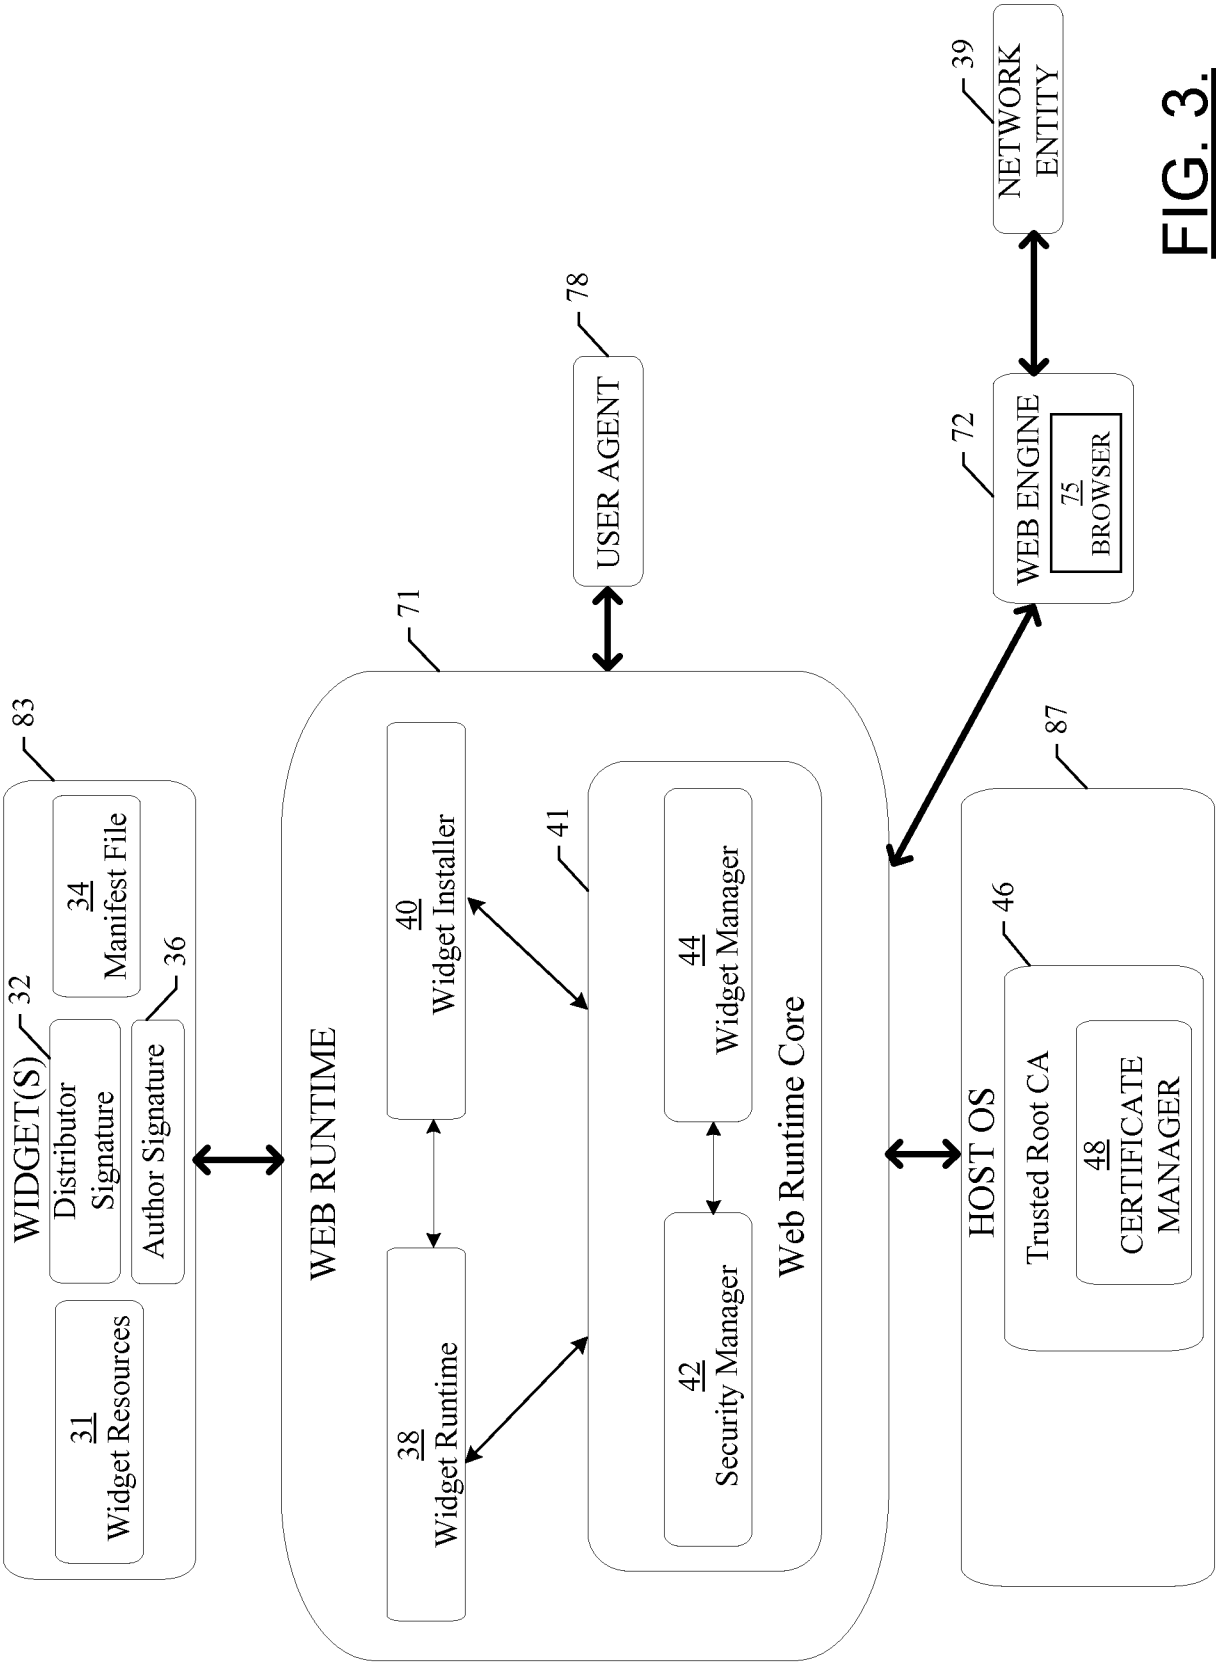 WIDGET(S)
83
31
Widget Resources
32
Distributor
Signature
36
Author Signature
34
Manifest File
WEB RUNTIME
71
38
Widget Runtime
40
Widget Installer
41
42
Security Manager
44
Widget Manager
Web Runtime Core
78
USER AGENT
HOST OS
87
46
Trusted Root CA
48
CERTIFICATE
MANAGER
72
WEB ENGINE
75
BROWSER
39
NETWORK
ENTITY
FIG. 3.